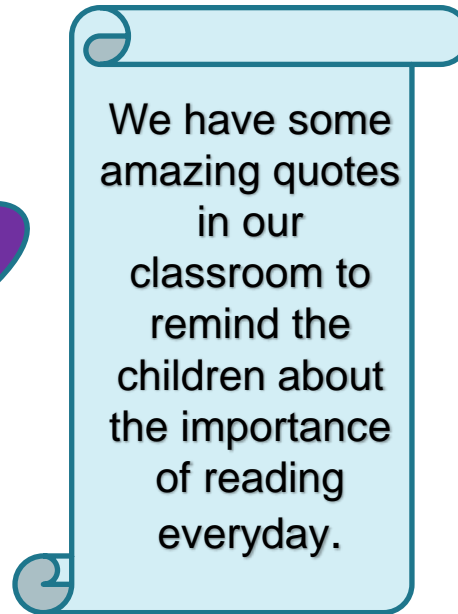 We have some
amazing quotes
in our
classroom to
remind the
children about
the importance
of reading
everyday.